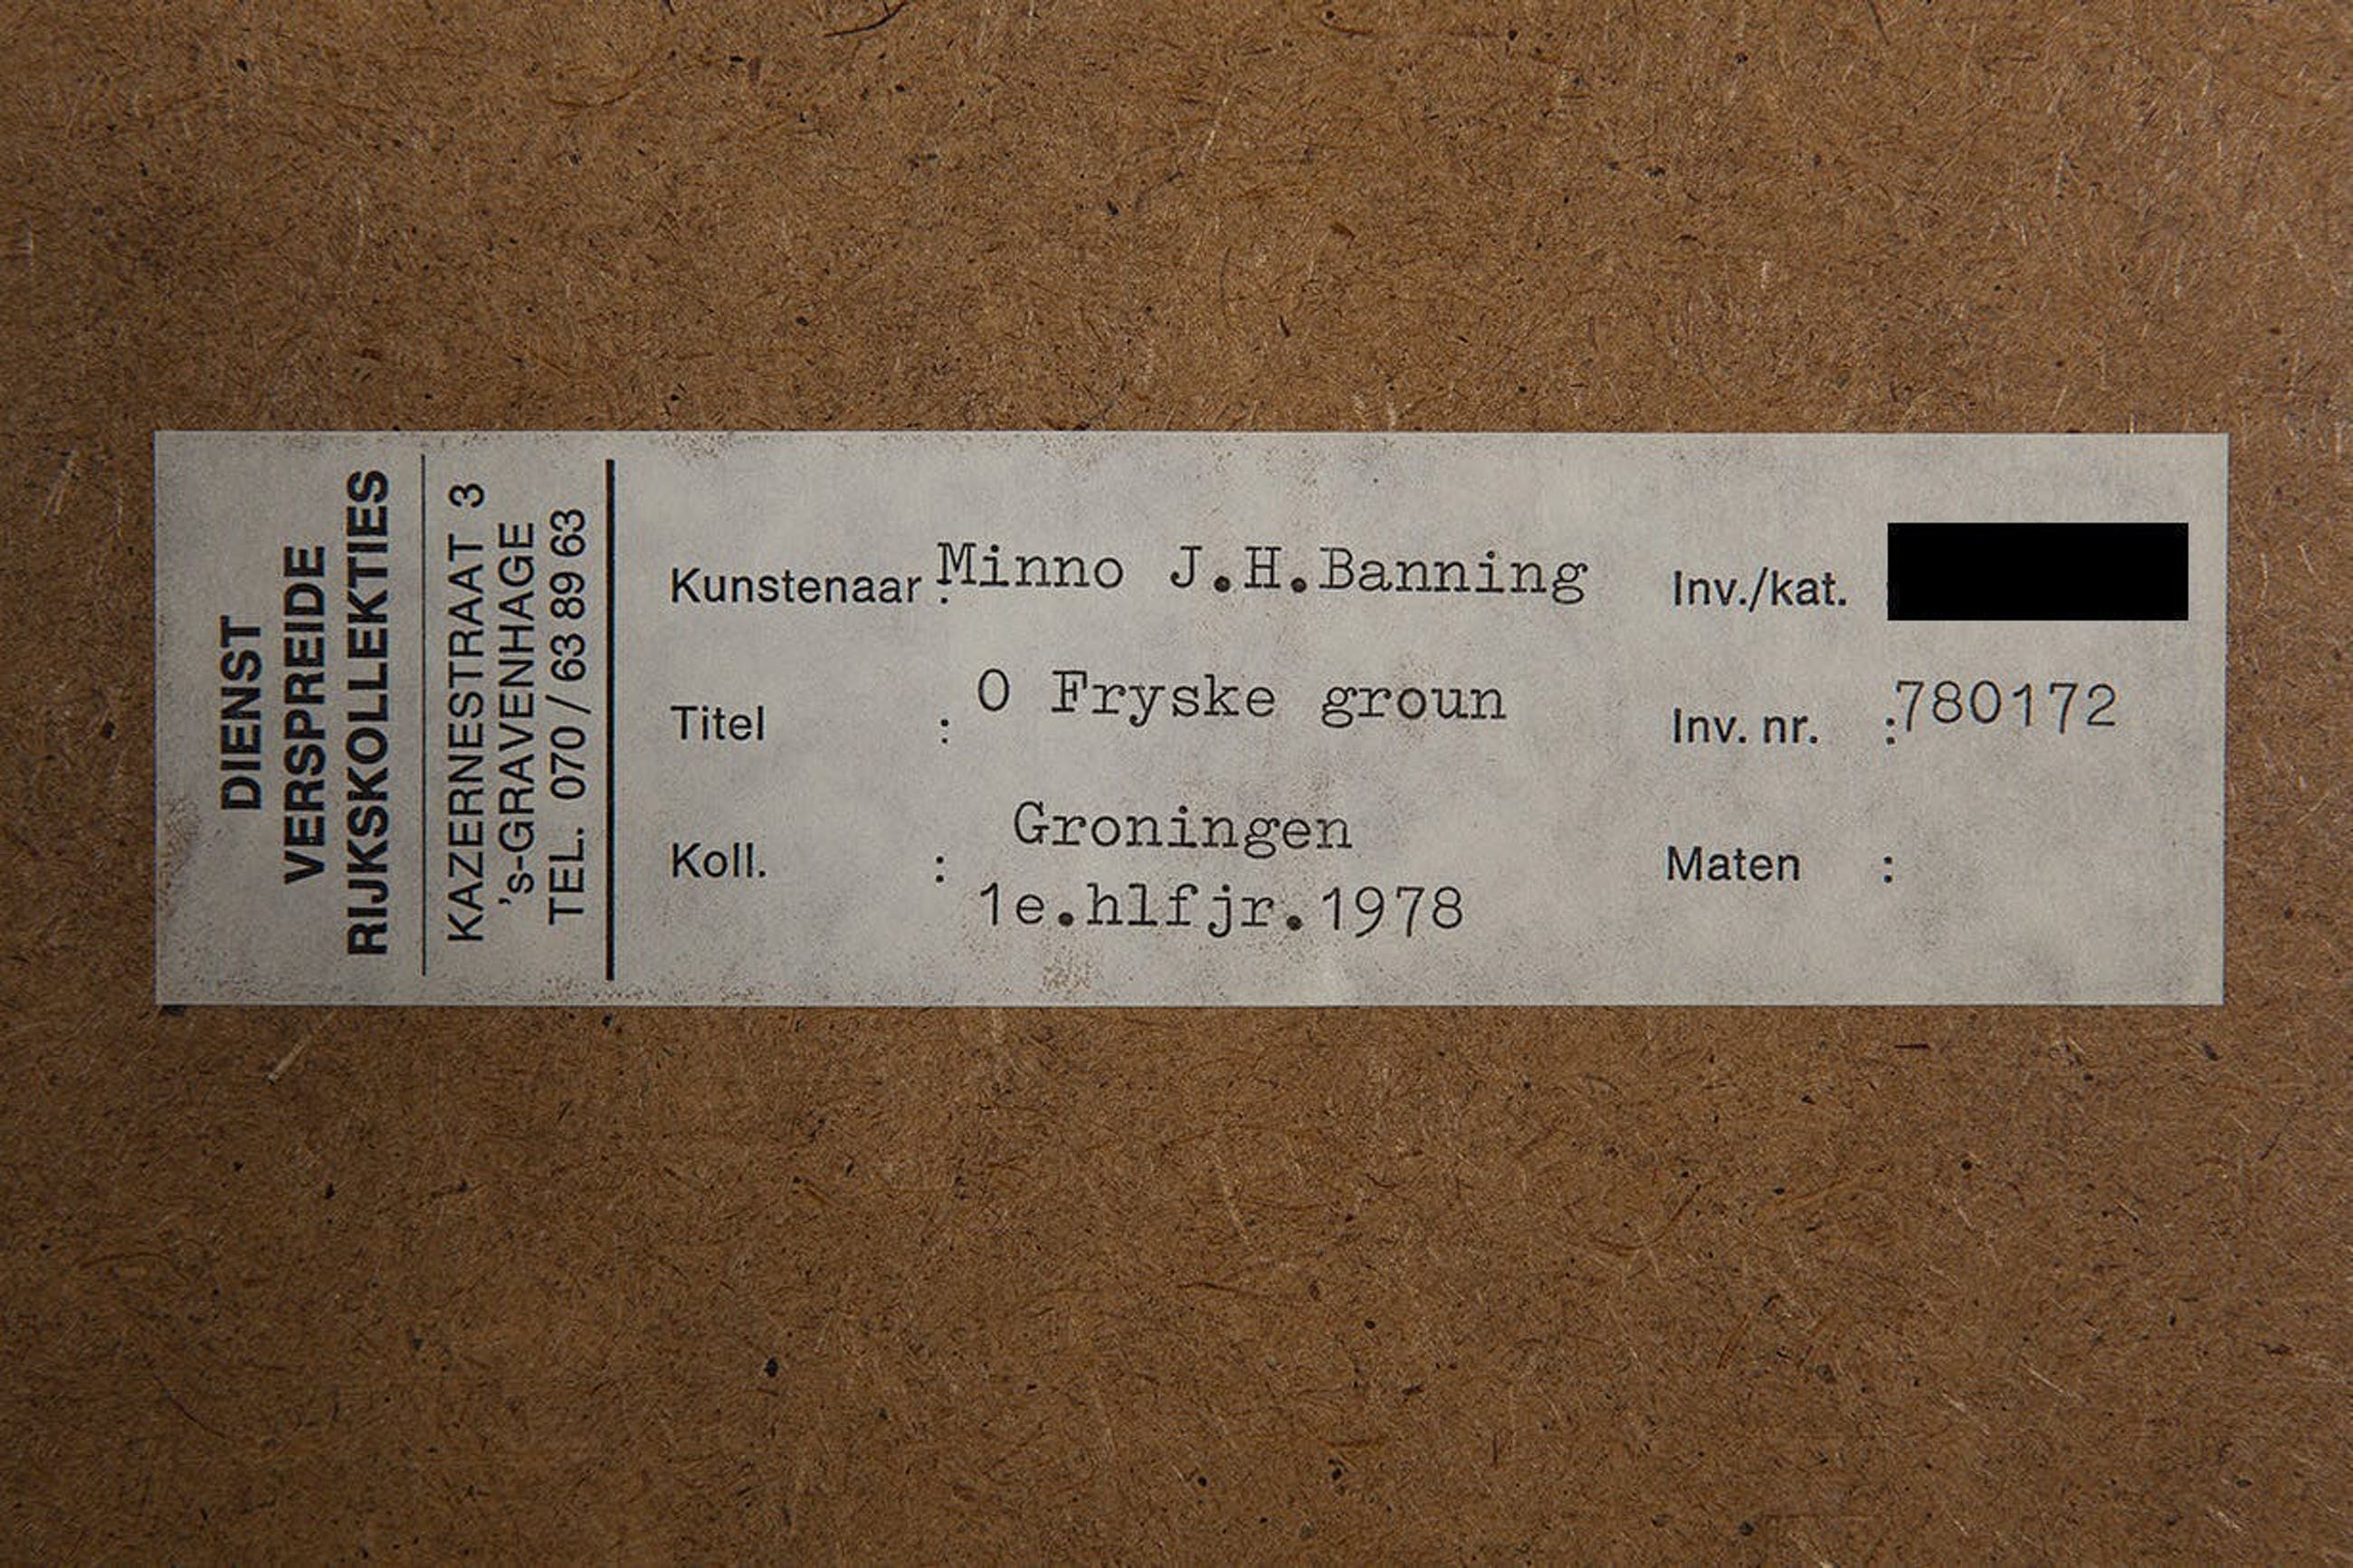 DIENST
VERSPREIDE
RIJKSKOLLEKTIES
KAZERNESTRAAT 3
's-GRAVENHAGE
TEL. 070 / 63 89 63
Kunstenaar : Minno J.H.Banning
Titel : O Fryske groun
Koll. : Groningen
1e.hlfjr.1978
Inv./kat.
Inv. nr. :780172
Maten :